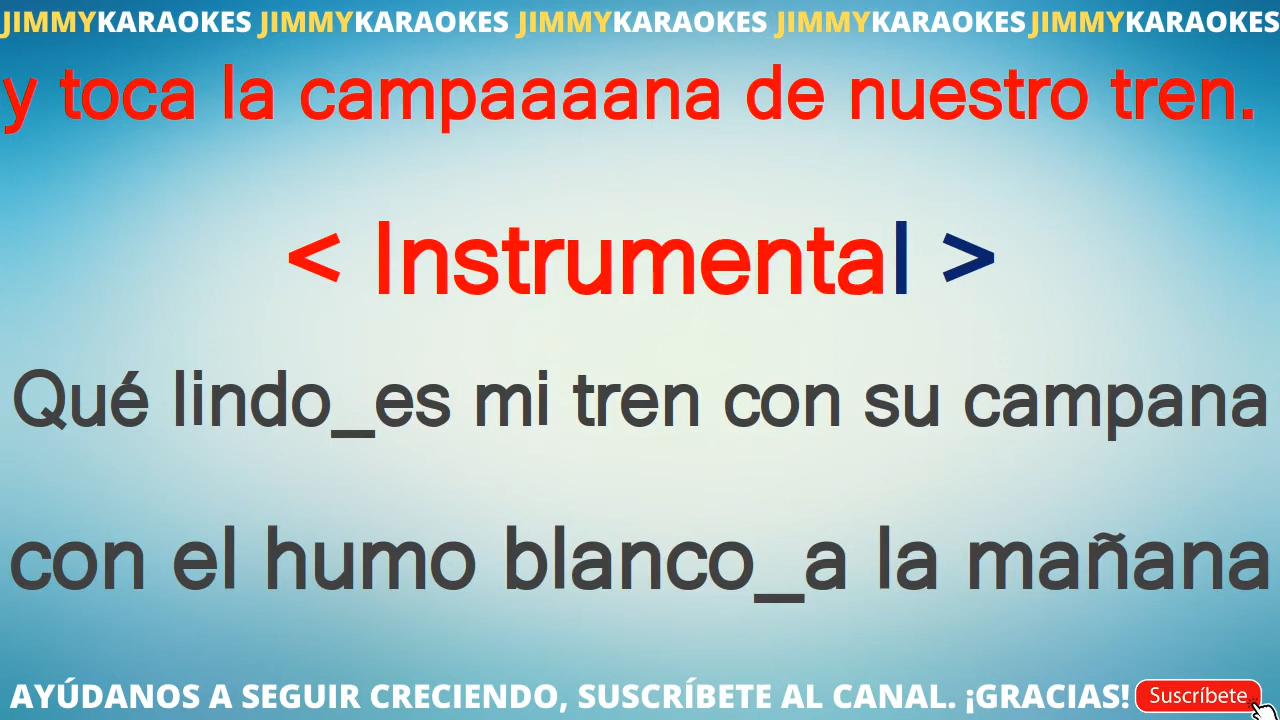 JIMMYKARAOKES JIMMYKARAOKES JIMMYKARAOKES JIMMYKARAOKES JIMMYKARAOKES
y toca la campaaaana de nuestro tren.
< Instrumental >
Qué lindo_es mi tren con su campana
con el humo blanco_a la mañana
AYÚDANOS A SEGUIR CRECIENDO, SUSCRÍBETE AL CANAL. ¡GRACIAS! Suscríbete